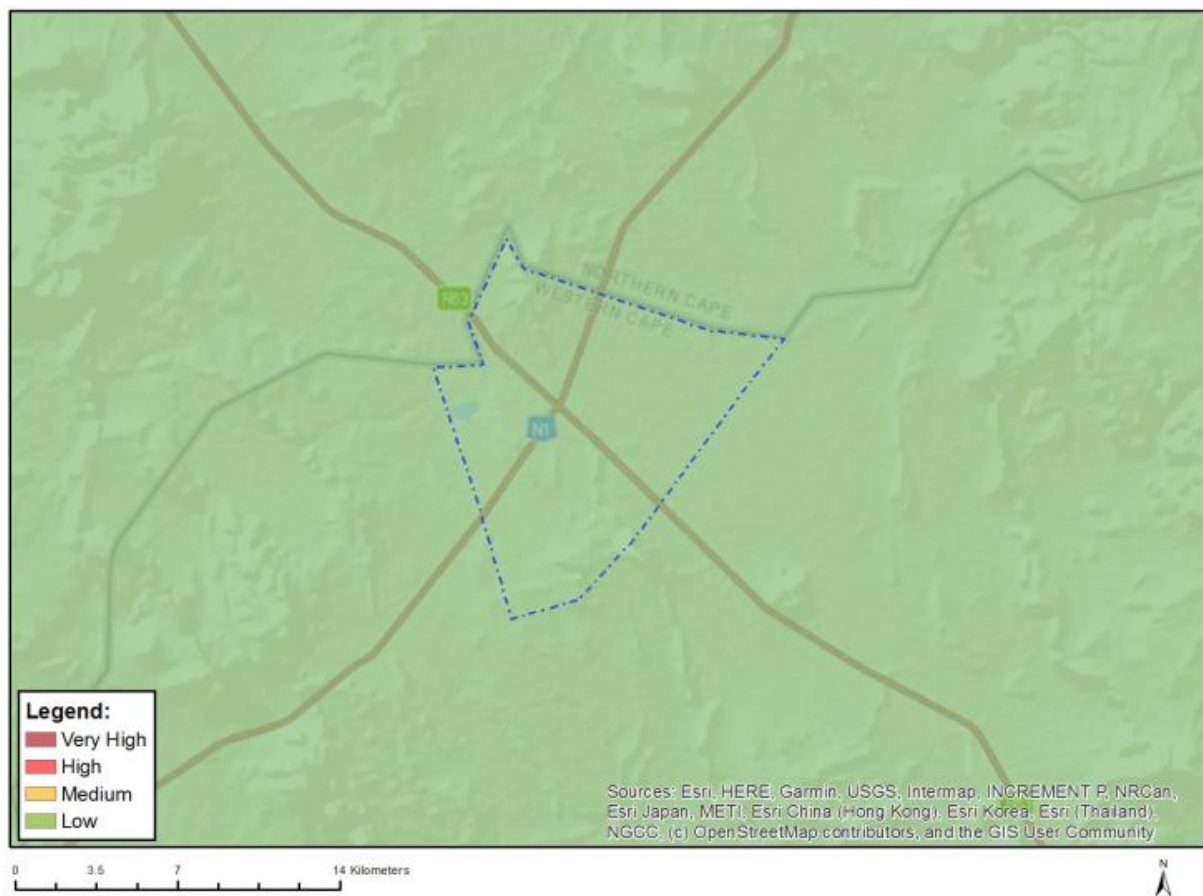 R63
NORTHERN CAPE
WESTERN CAPE
N1
Legend:
Very High
High
Medium
Low
Sources: Esri, HERE, Garmin, USGS, Intermap, INCREMENT P, NRCan,
Esri Japan, METI, Esri China (Hong Kong), Esri Korea, Esri (Thailand),
NGCC, (c) OpenStreetMap contributors, and the GIS User Community
0 3.5 7 14 Kilometers
N